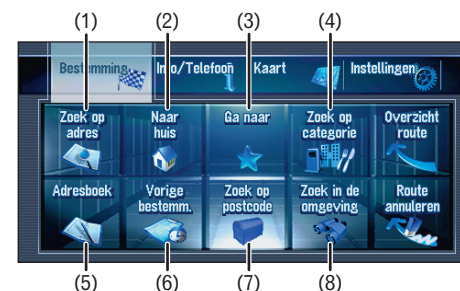 (1) (2) (3) (4)
Bestemming Info/Telefoon Kaart Instellingen
Zoek op adres
Naar huis
Ga naar
Zoek op categorie
Overzicht route
Adresboek
Vorige bestemm.
Zoek op postcode
Zoek in de omgeving
Route annuleren
(5) (6) (7) (8)